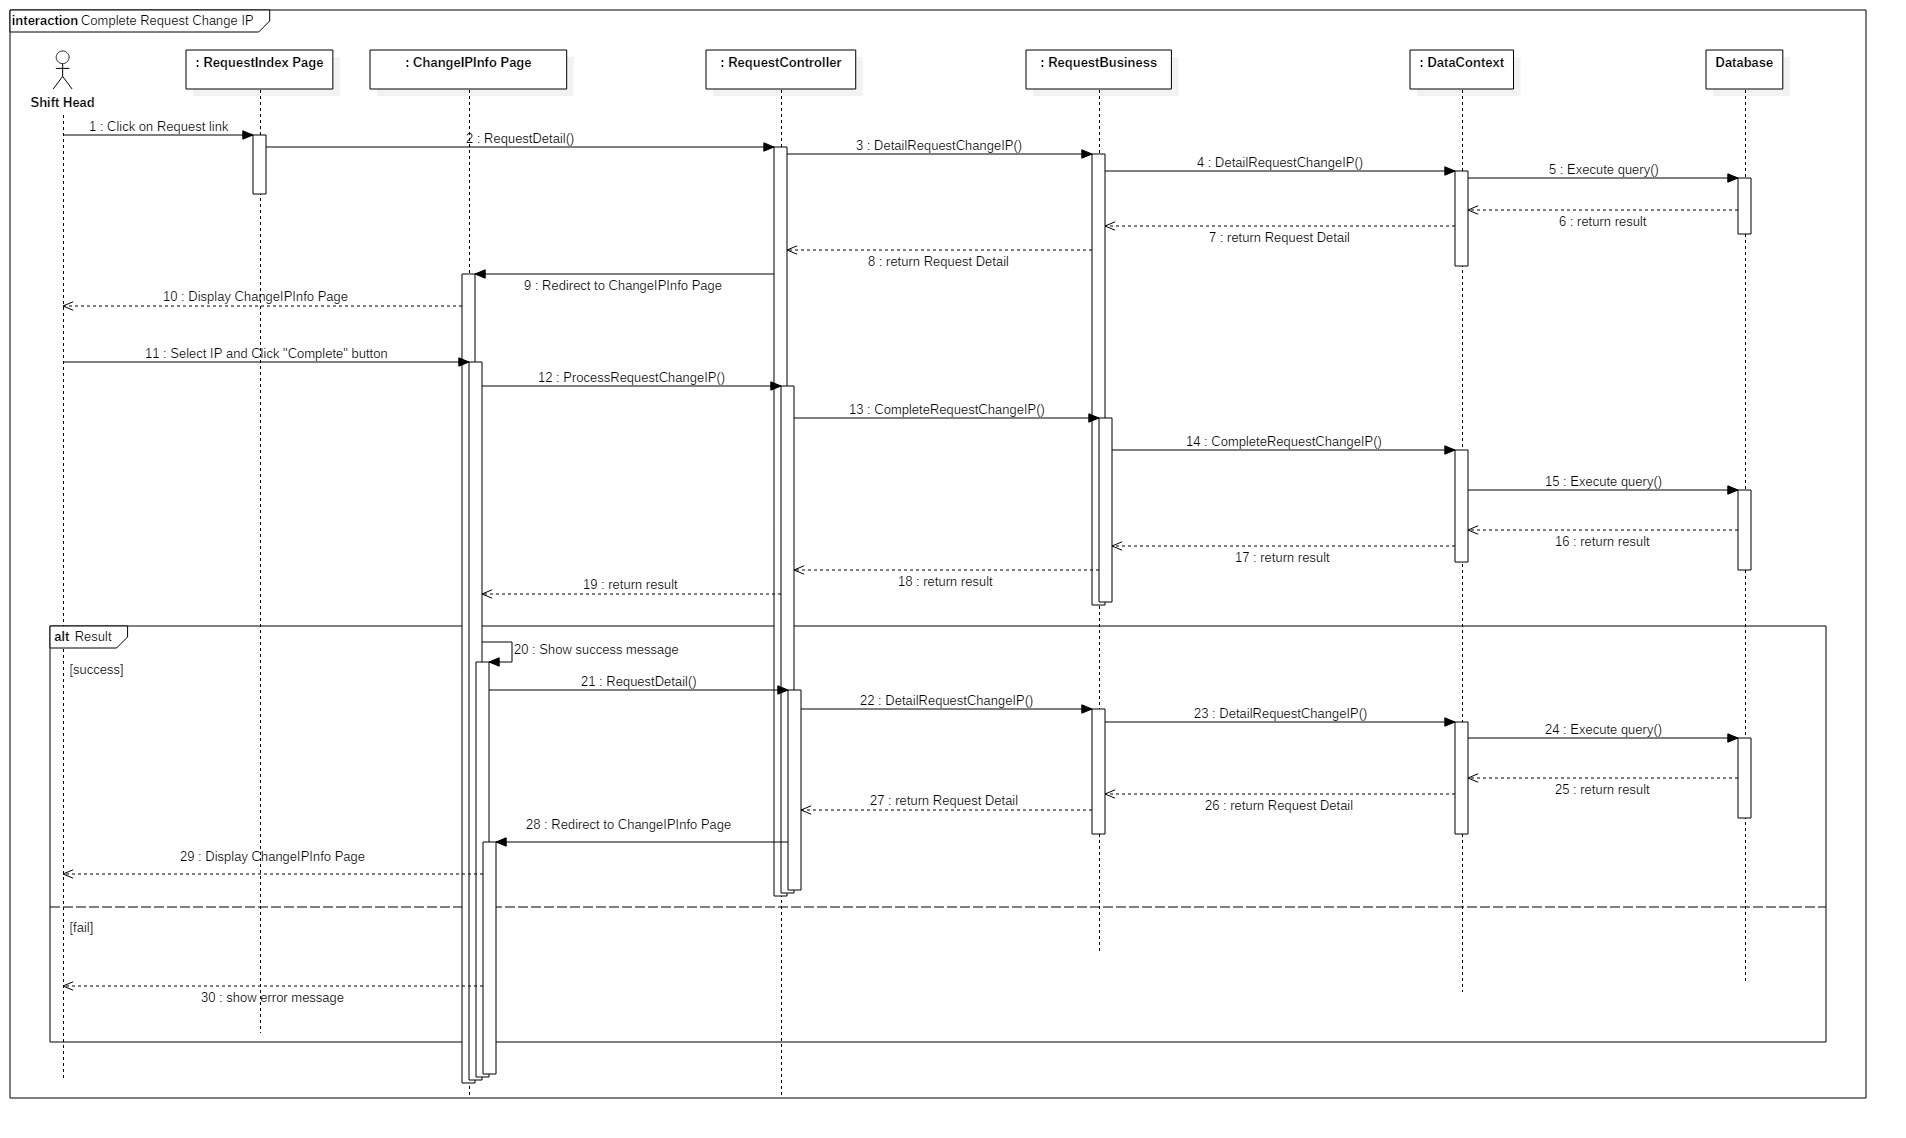 interaction Complete Request Change IP
Shift Head
: RequestIndex Page
: ChangeIPInfo Page
: RequestController
: RequestBusiness
: DataContext
Database
1 : Click on Request link
2 : RequestDetail()
3 : DetailRequestChangeIP()
4 : DetailRequestChangeIP()
5 : Execute query()
6 : return result
7 : return Request Detail
8 : return Request Detail
9 : Redirect to ChangeIPInfo Page
10 : Display ChangeIPInfo Page
11 : Select IP and Click "Complete" button
12 : ProcessRequestChangeIP()
13 : CompleteRequestChangeIP()
14 : CompleteRequestChangeIP()
15 : Execute query()
16 : return result
17 : return result
18 : return result
19 : return result
alt Result
[success]
20 : Show success message
21 : RequestDetail()
22 : DetailRequestChangeIP()
23 : DetailRequestChangeIP()
24 : Execute query()
25 : return result
26 : return Request Detail
27 : return Request Detail
28 : Redirect to ChangeIPInfo Page
29 : Display ChangeIPInfo Page
[fail]
30 : show error message